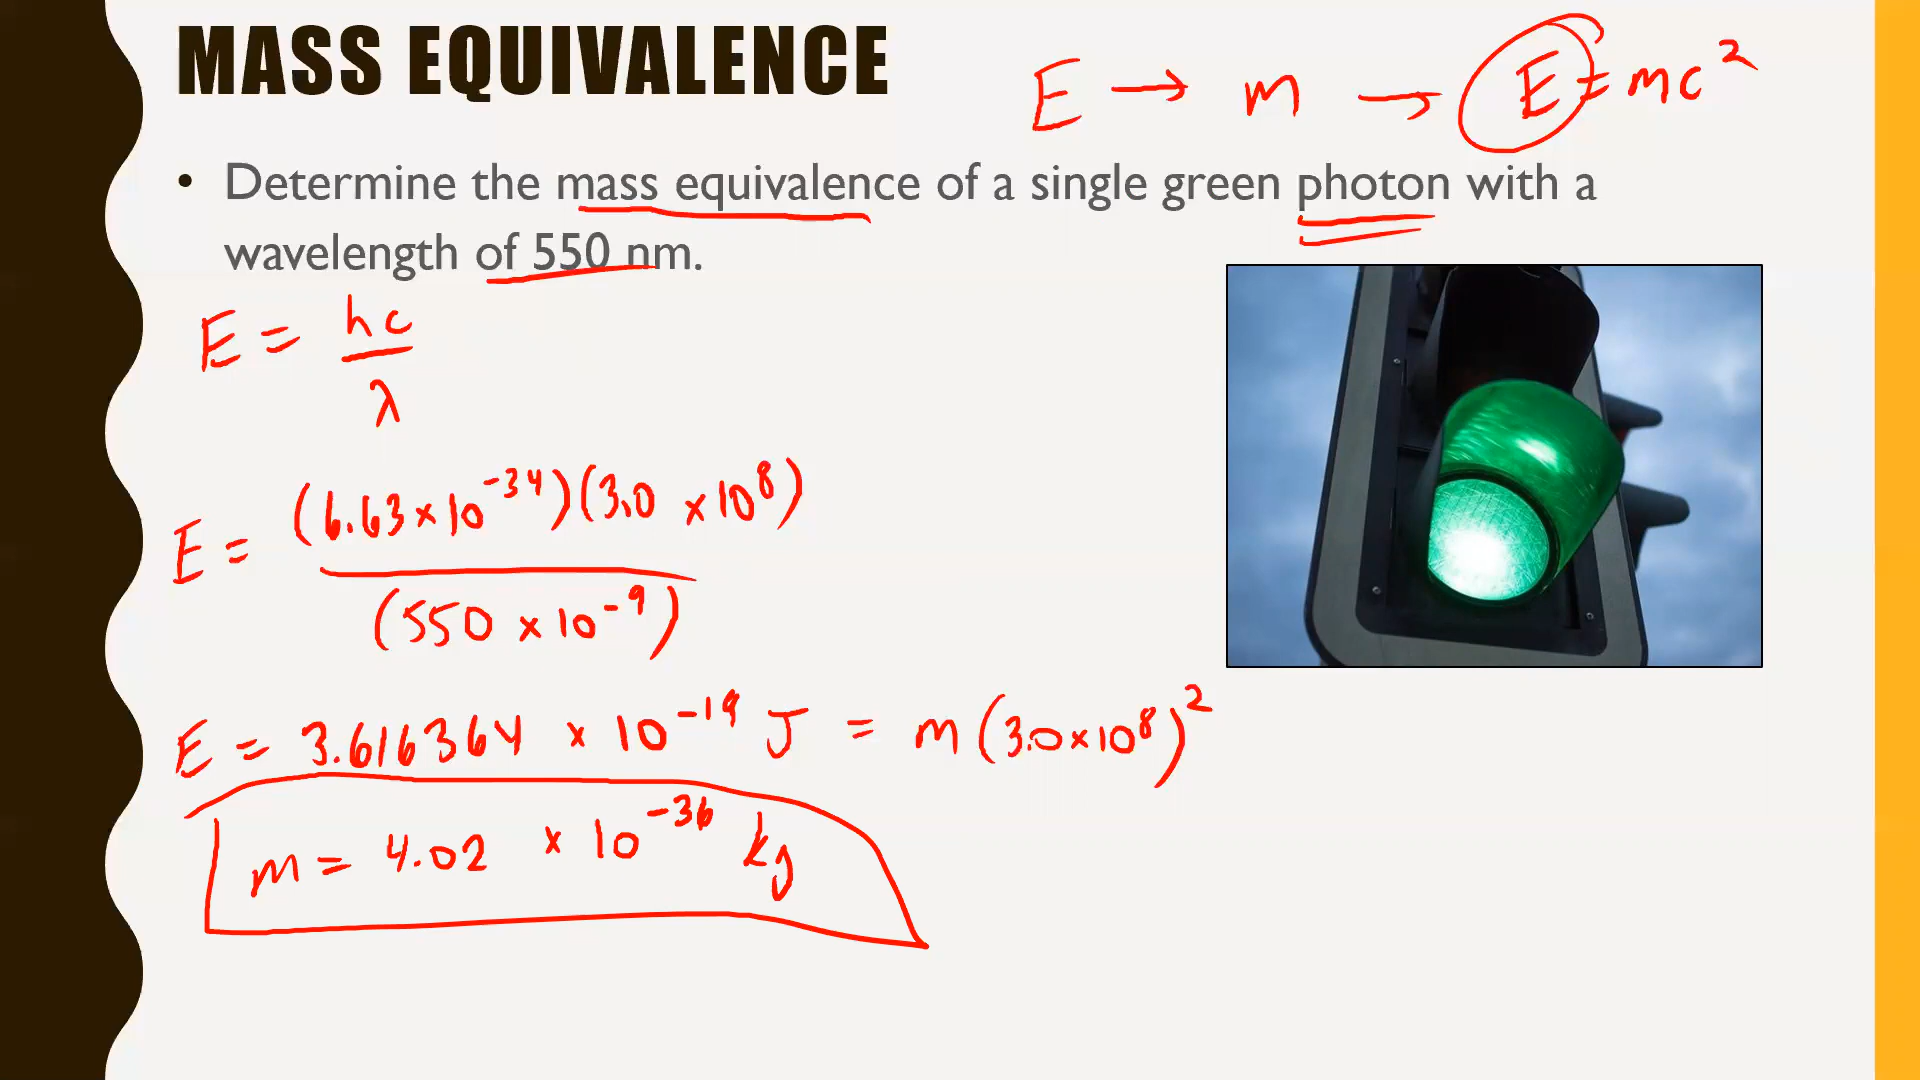 MASS EQUIVALENCE
E → m → E = mc²
• Determine the mass equivalence of a single green photon with a
wavelength of 550 nm.
E = hc / λ
E = (6.63 × 10⁻³⁴)(3.0 × 10⁸) / (550 × 10⁻⁹)
E = 3.616364 × 10⁻¹⁹ J = m(3.0 × 10⁸)²
m = 4.02 × 10⁻³⁶ kg